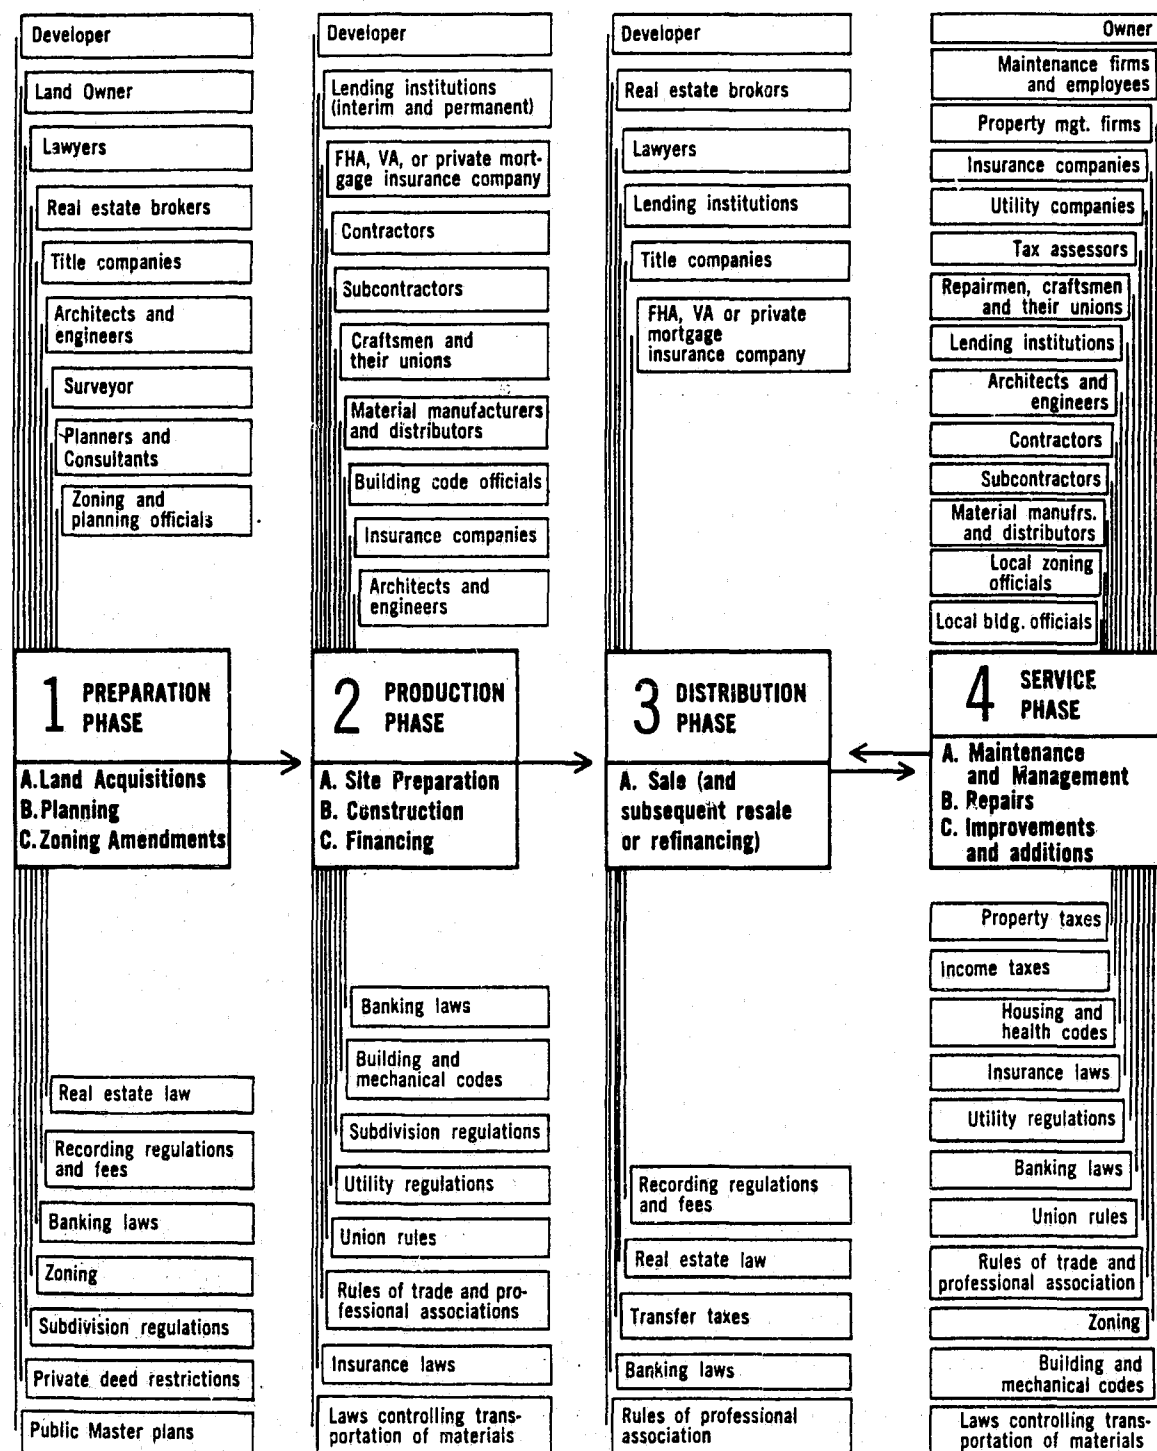 Developer
Land Owner
Lawyers
Real estate brokers
Title companies
Architects and
engineers
Surveyor
Planners and
Consultants
Zoning and
planning officials
1 PREPARATION
PHASE
A. Land Acquisitions
B. Planning
C. Zoning Amendments
Real estate law
Recording regulations
and fees
Banking laws
Zoning
Subdivision regulations
Private deed restrictions
Public Master plans
Developer
Lending institutions
(interim and permanent)
FHA, VA, or private mort-
gage insurance company
Contractors
Subcontractors
Craftsmen and
their unions
Material manufacturers
and distributors
Building code officials
Insurance companies
Architects and
engineers
2 PRODUCTION
PHASE
A. Site Preparation
B. Construction
C. Financing
Banking laws
Building and
mechanical codes
Subdivision regulations
Utility regulations
Union rules
Rules of trade and pro-
fessional associations
Insurance laws
Laws controlling trans-
portation of materials
Developer
Real estate brokers
Lawyers
Lending institutions
Title companies
FHA, VA or private
mortgage
insurance company
3 DISTRIBUTION
PHASE
A. Sale (and
subsequent resale
or refinancing)
Recording regulations
and fees
Real estate law
Transfer taxes
Banking laws
Rules of professional
association
Owner
Maintenance firms
and employees
Property mgt. firms
Insurance companies
Utility companies
Tax assessors
Repairmen, craftsmen
and their unions
Lending institutions
Architects and
engineers
Contractors
Subcontractors
Material manufrs.
and distributors
Local zoning
officials
Local bldg. officials
4 SERVICE
PHASE
A. Maintenance
and Management
B. Repairs
C. Improvements
and additions
Property taxes
Income taxes
Housing and
health codes
Insurance laws
Utility regulations
Banking laws
Union rules
Rules of trade and
professional association
Zoning
Building and
mechanical codes
Laws controlling trans-
portation of materials